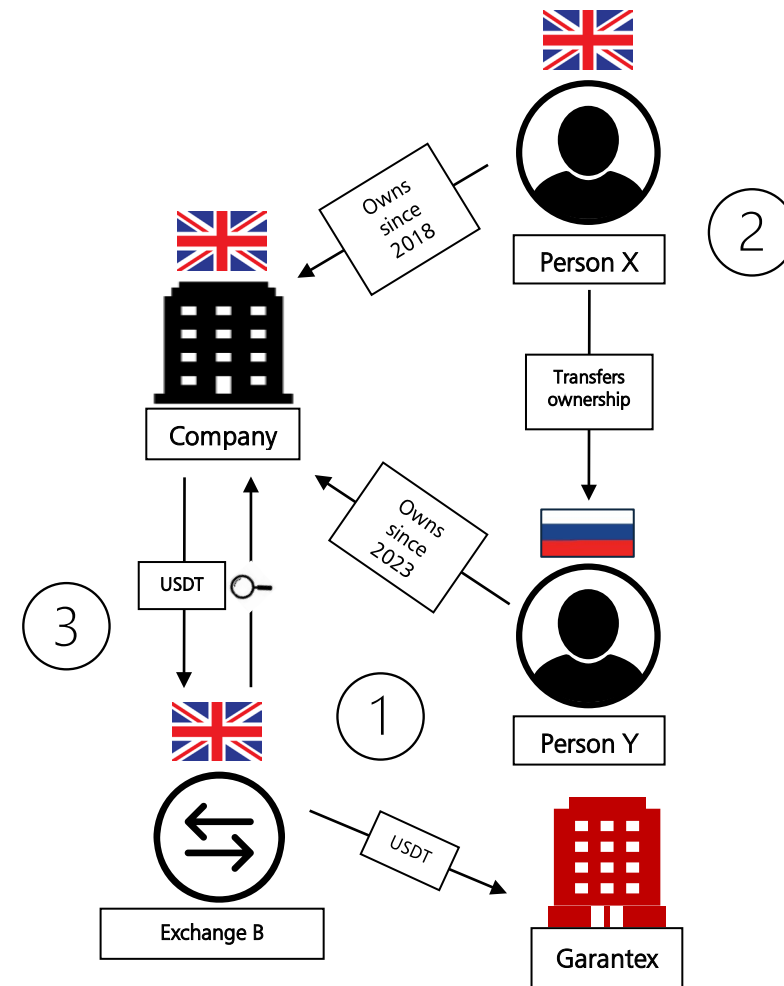 Owns
since
2018
2
Person X
Transfers
ownership
Company
Owns
since
2023
USDT
3
1
Person Y
USDT
Exchange B
Garantex